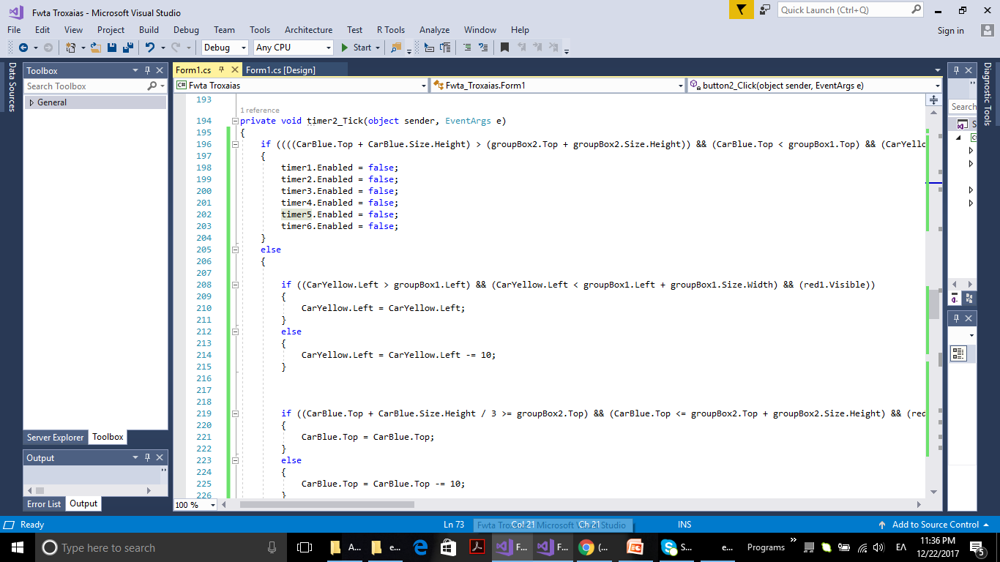 Fwta Troxaias - Microsoft Visual Studio
Quick Launch (Ctrl+Q)
File Edit View Project Build Debug Team Tools Architecture Test R Tools Analyze Window Help
Sign in
Debug Any CPU Start
Data Sources
Toolbox
Search Toolbox
General
Server Explorer Toolbox
Output
Error List Output
Form1.cs Form1.cs [Design]
C# Fwta Troxaias Fwta_Troxaias.Form1 button2_Click(object sender, EventArgs e)
193
1 reference
194 private void timer2_Tick(object sender, EventArgs e)
195 {
196 if ((((CarBlue.Top + CarBlue.Size.Height) > (groupBox2.Top + groupBox2.Size.Height)) && (CarBlue.Top < groupBox1.Top) && (CarYello
197 {
198 timer1.Enabled = false;
199 timer2.Enabled = false;
200 timer3.Enabled = false;
201 timer4.Enabled = false;
202 timer5.Enabled = false;
203 timer6.Enabled = false;
204 }
205 else
206 {
207
208 if ((CarYellow.Left > groupBox1.Left) && (CarYellow.Left < groupBox1.Left + groupBox1.Size.Width) && (red1.Visible))
209 {
210 CarYellow.Left = CarYellow.Left;
211 }
212 else
213 {
214 CarYellow.Left = CarYellow.Left -= 10;
215 }
216
217
218
219 if ((CarBlue.Top + CarBlue.Size.Height / 3 >= groupBox2.Top) && (CarBlue.Top <= groupBox2.Top + groupBox2.Size.Height) && (red
220 {
221 CarBlue.Top = CarBlue.Top;
222 }
223 else
224 {
225 CarBlue.Top = CarBlue.Top -= 10;
226 }
100 %
Search
S
Diagnostic Tools
Ready Ln 73 Col 21 Ch 21 INS Add to Source Control
Fwta Troxaias - Microsoft Visual Studio
Type here to search
A... e... F... F... (... S... e... Programs » ΕΛ 11:36 PM
12/22/2017
5